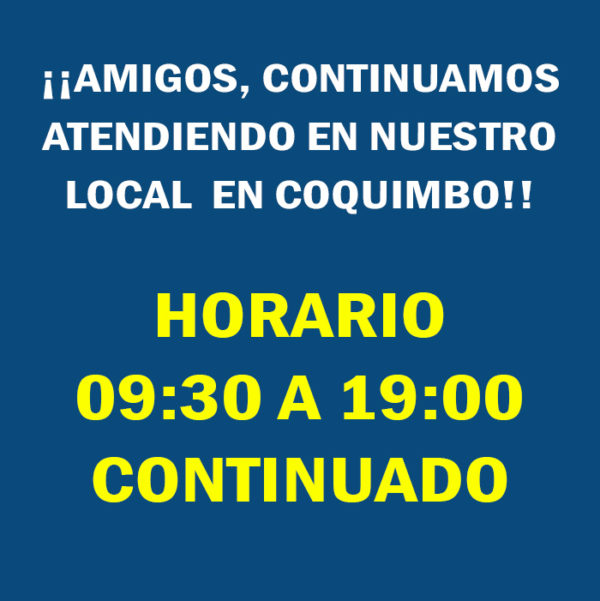 ¡¡AMIGOS, CONTINUAMOS
ATENDIENDO EN NUESTRO
LOCAL EN COQUIMBO!!
HORARIO
09:30 A 19:00
CONTINUADO